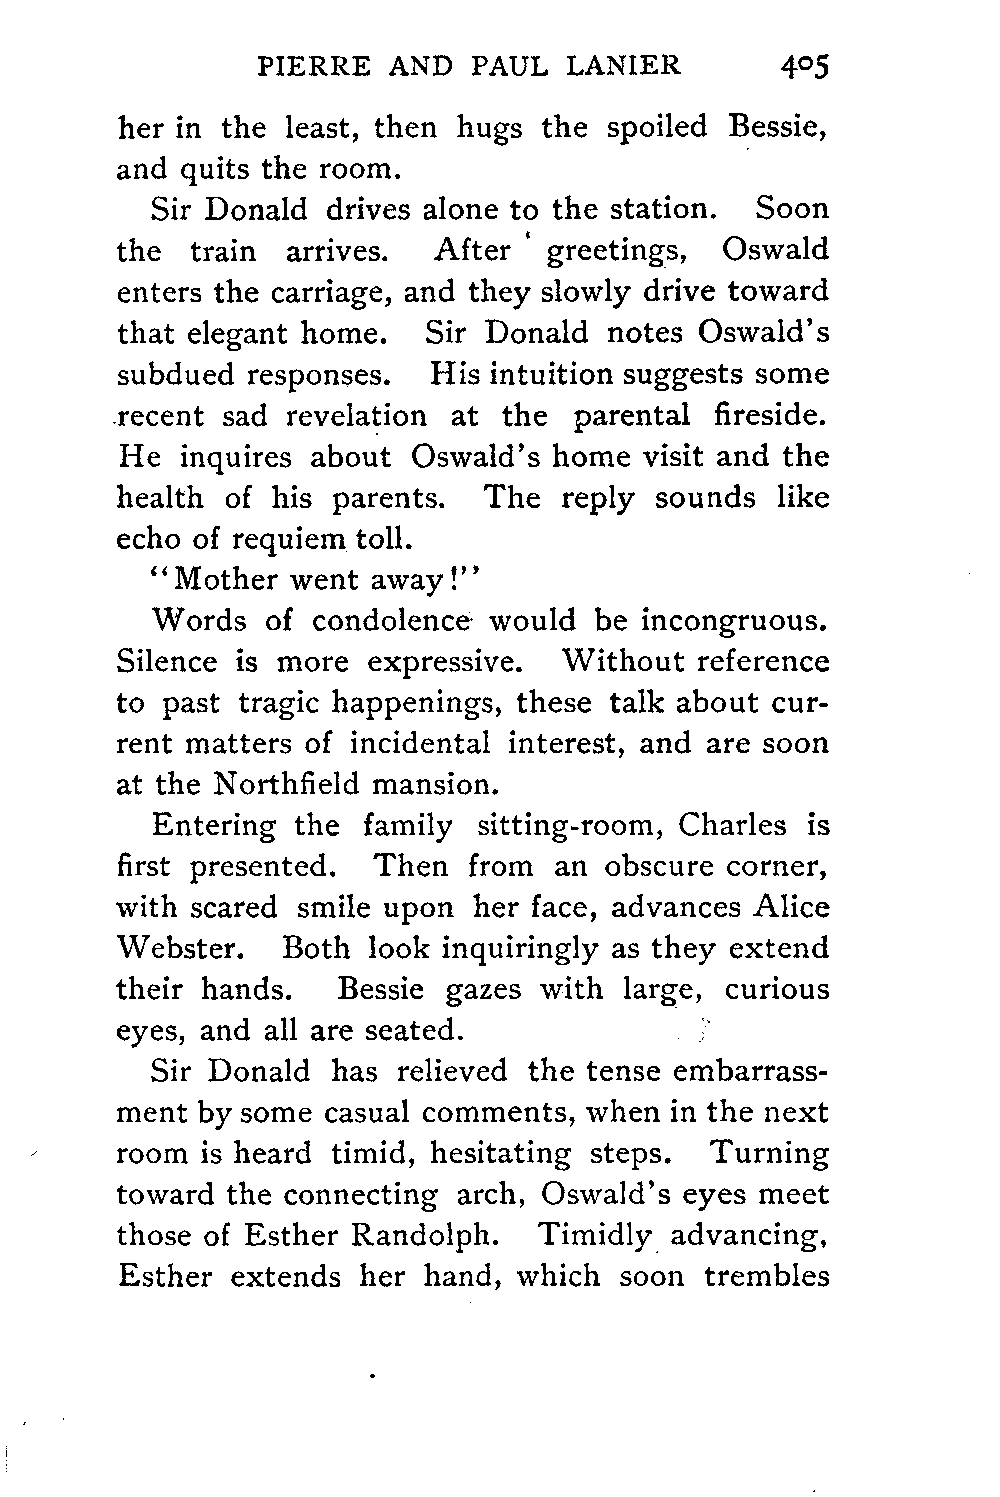 PIERRE AND PAUL LANIER 405
her in the least, then hugs the spoiled Bessie,
and quits the room.
Sir Donald drives alone to the station. Soon
the train arrives. After greetings, Oswald
enters the carriage, and they slowly drive toward
that elegant home. Sir Donald notes Oswald's
subdued responses. His intuition suggests some
recent sad revelation at the parental fireside.
He inquires about Oswald's home visit and the
health of his parents. The reply sounds like
echo of requiem toll.
"Mother went away!"
Words of condolence would be incongruous.
Silence is more expressive. Without reference
to past tragic happenings, these talk about cur-
rent matters of incidental interest, and are soon
at the Northfield mansion.
Entering the family sitting-room, Charles is
first presented. Then from an obscure corner,
with scared smile upon her face, advances Alice
Webster. Both look inquiringly as they extend
their hands. Bessie gazes with large, curious
eyes, and all are seated.
Sir Donald has relieved the tense embarrass-
ment by some casual comments, when in the next
room is heard timid, hesitating steps. Turning
toward the connecting arch, Oswald's eyes meet
those of Esther Randolph. Timidly advancing,
Esther extends her hand, which soon trembles